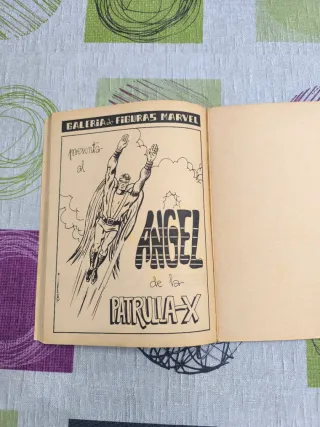 GALERIA de FIGURAS MARVEL
presenta
al
ANGEL
de la
PATRULLA-X